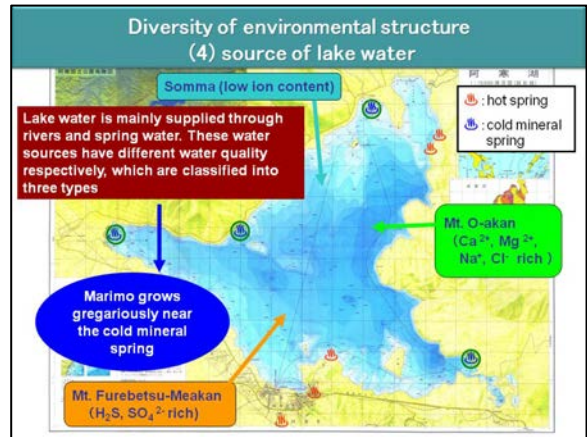 Diversity of environmental structure
(4) source of lake water
Somma (low ion content)
阿寒湖
: hot spring
: cold mineral
spring
Lake water is mainly supplied through
rivers and spring water. These water
sources have different water quality
respectively, which are classified into
three types
Mt. O-akan
(Ca²⁺, Mg²⁺,
Na⁺, Cl⁻ rich )
Marimo grows
gregariously near
the cold mineral
spring
Mt. Furebetsu-Meakan
(H₂S, SO₄²⁻ rich)